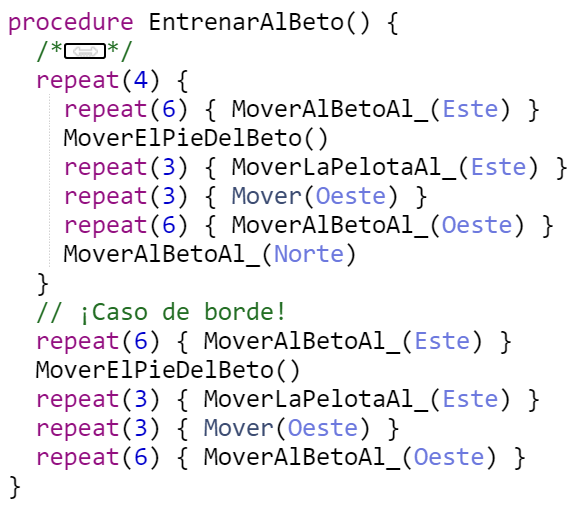 procedure EntrenarAlBeto() {
  /**/
  repeat(4) {
    repeat(6) { MoverAlBetoAl_(Este) }
    MoverElPieDelBeto()
    repeat(3) { MoverLaPelotaAl_(Este) }
    repeat(3) { Mover(Oeste) }
    repeat(6) { MoverAlBetoAl_(Oeste) }
    MoverAlBetoAl_(Norte)
  }
  // ¡Caso de borde!
  repeat(6) { MoverAlBetoAl_(Este) }
  MoverElPieDelBeto()
  repeat(3) { MoverLaPelotaAl_(Este) }
  repeat(3) { Mover(Oeste) }
  repeat(6) { MoverAlBetoAl_(Oeste) }
}